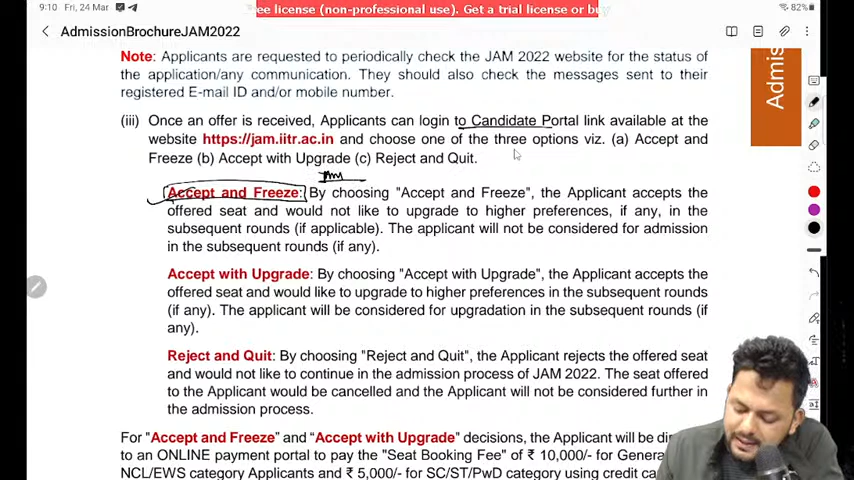 9:10 Fri, 24 Mar
ee license (non-professional use). Get a trial license or bu
82%
AdmissionBrochureJAM2022
Note: Applicants are requested to periodically check the JAM 2022 website for the status of
the application/any communication. They should also check the messages sent to their
registered E-mail ID and/or mobile number.
Admis
(iii) Once an offer is received, Applicants can login to Candidate Portal link available at the
website https://jam.iitr.ac.in and choose one of the three options viz. (a) Accept and
Freeze (b) Accept with Upgrade (c) Reject and Quit.
Accept and Freeze: By choosing "Accept and Freeze", the Applicant accepts the
offered seat and would not like to upgrade to higher preferences, if any, in the
subsequent rounds (if applicable). The applicant will not be considered for admission
in the subsequent rounds (if any).
Accept with Upgrade: By choosing "Accept with Upgrade", the Applicant accepts the
offered seat and would like to upgrade to higher preferences in the subsequent rounds
(if any). The applicant will be considered for upgradation in the subsequent rounds (if
any).
Reject and Quit: By choosing "Reject and Quit", the Applicant rejects the offered seat
and would not like to continue in the admission process of JAM 2022. The seat offered
to the Applicant would be cancelled and the Applicant will not be considered further in
the admission process.
For "Accept and Freeze" and "Accept with Upgrade" decisions, the Applicant will be di
to an ONLINE payment portal to pay the "Seat Booking Fee" of ₹ 10,000/- for Genera
NCL/EWS category Applicants and ₹ 5,000/- for SC/ST/PwD category using credit ca